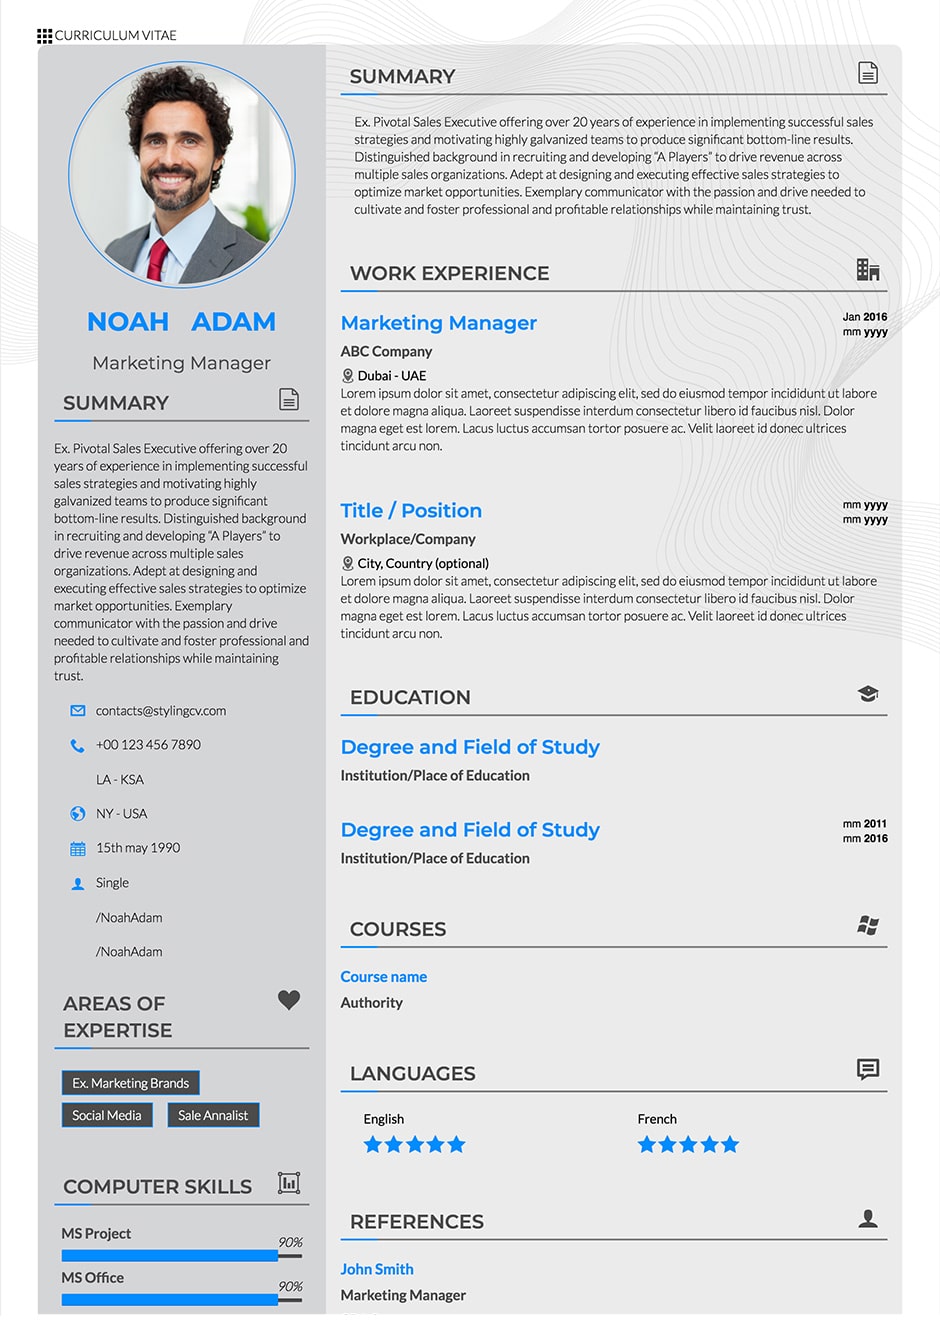 CURRICULUM VITAE
NOAH ADAM
Marketing Manager
SUMMARY
Ex. Pivotal Sales Executive offering over 20
years of experience in implementing successful
sales strategies and motivating highly
galvanized teams to produce significant
bottom-line results. Distinguished background
in recruiting and developing “A Players” to
drive revenue across multiple sales
organizations. Adept at designing and
executing effective sales strategies to optimize
market opportunities. Exemplary
communicator with the passion and drive
needed to cultivate and foster professional and
profitable relationships while maintaining
trust.
contacts@stylingcv.com
+00 123 456 7890
LA - KSA
NY - USA
15th may 1990
Single
/NoahAdam
/NoahAdam
AREAS OF
EXPERTISE
Ex. Marketing Brands
Social Media
Sale Annalist
COMPUTER SKILLS
MS Project
90%
MS Office
90%
SUMMARY
Ex. Pivotal Sales Executive offering over 20 years of experience in implementing successful sales
strategies and motivating highly galvanized teams to produce significant bottom-line results.
Distinguished background in recruiting and developing “A Players” to drive revenue across
multiple sales organizations. Adept at designing and executing effective sales strategies to
optimize market opportunities. Exemplary communicator with the passion and drive needed to
cultivate and foster professional and profitable relationships while maintaining trust.
WORK EXPERIENCE
Marketing Manager
Jan 2016
mm yyyy
ABC Company
Dubai - UAE
Lorem ipsum dolor sit amet, consectetur adipiscing elit, sed do eiusmod tempor incididunt ut labore
et dolore magna aliqua. Laoreet suspendisse interdum consectetur libero id faucibus nisl. Dolor
magna eget est lorem. Lacus luctus accumsan tortor posuere ac. Velit laoreet id donec ultrices
tincidunt arcu non.
Title / Position
mm yyyy
mm yyyy
Workplace/Company
City, Country (optional)
Lorem ipsum dolor sit amet, consectetur adipiscing elit, sed do eiusmod tempor incididunt ut labore
et dolore magna aliqua. Laoreet suspendisse interdum consectetur libero id faucibus nisl. Dolor
magna eget est lorem. Lacus luctus accumsan tortor posuere ac. Velit laoreet id donec ultrices
tincidunt arcu non.
EDUCATION
Degree and Field of Study
Institution/Place of Education
Degree and Field of Study
mm 2011
mm 2016
Institution/Place of Education
COURSES
Course name
Authority
LANGUAGES
English
French
REFERENCES
John Smith
Marketing Manager